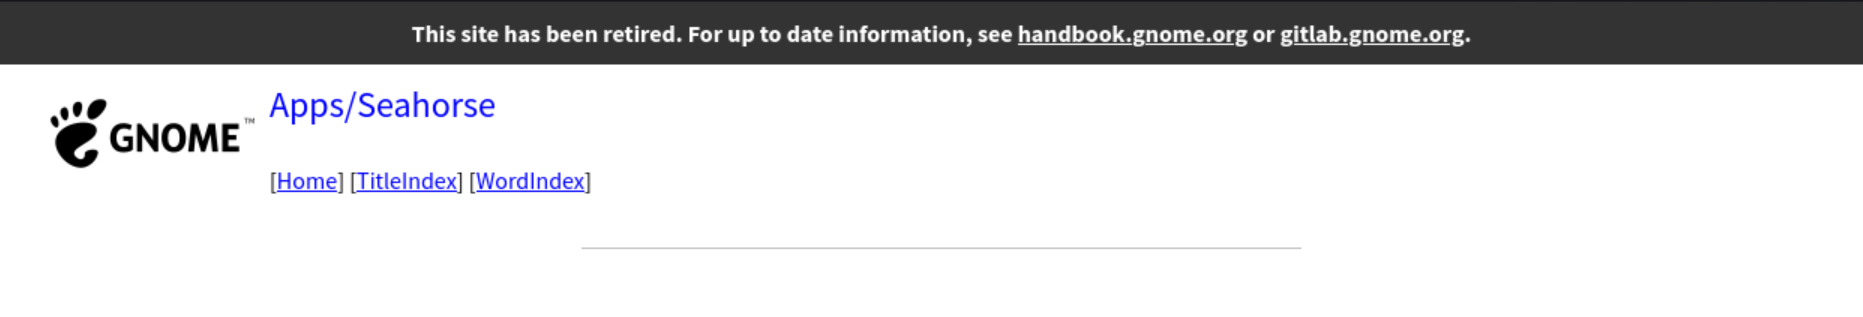 This site has been retired. For up to date information, see handbook.gnome.org or gitlab.gnome.org.
GNOME™
Apps/Seahorse
[Home] [TitleIndex] [WordIndex]